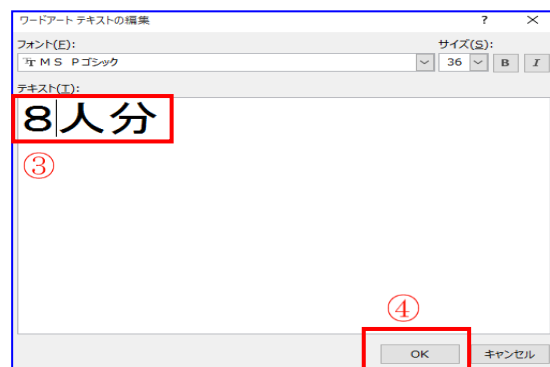 ワードアート テキストの編集 ? ×
フォント(F): サイズ(S):
Tr ＭＳ Ｐゴシック 36 B I
テキスト(T):
８人分
③
④
OK キャンセル